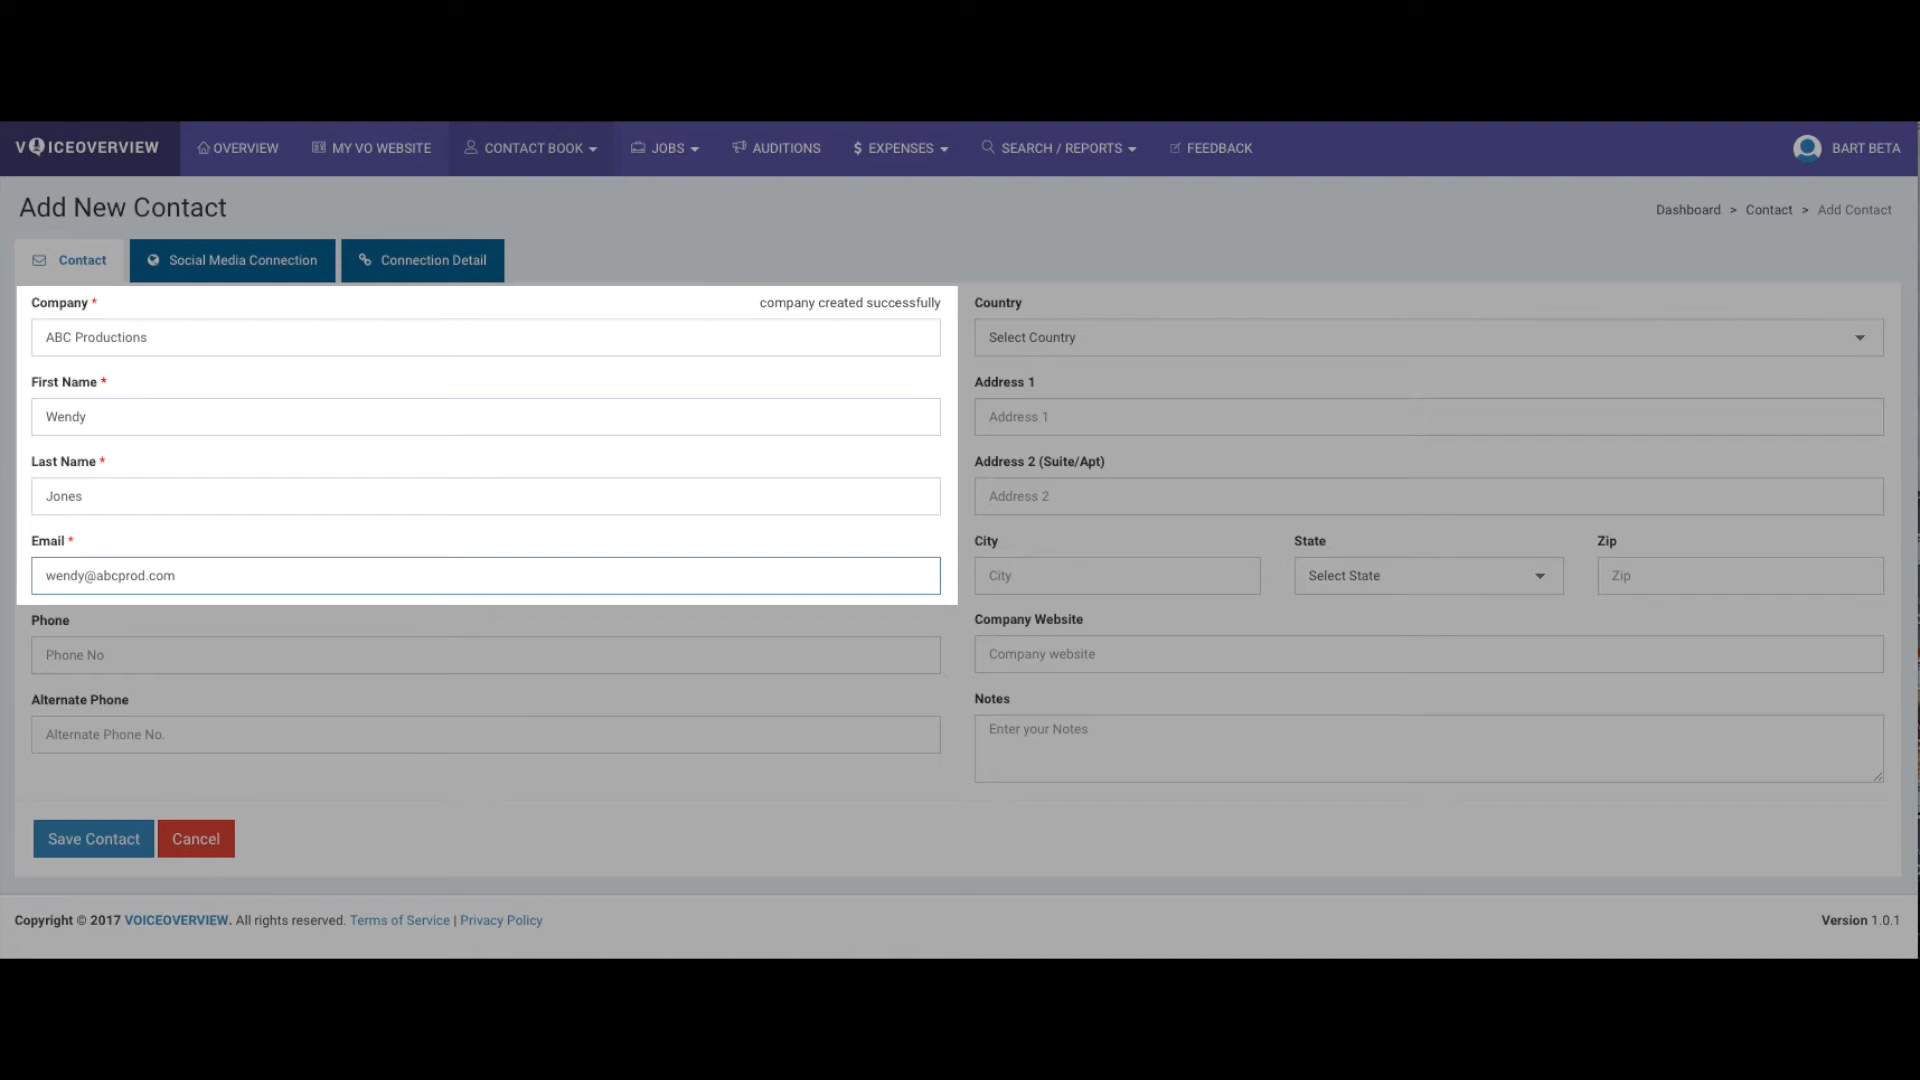 VOICEOVERVIEW OVERVIEW MY VO WEBSITE CONTACT BOOK JOBS AUDITIONS $ EXPENSES SEARCH / REPORTS FEEDBACK BART BETA
Add New Contact
Dashboard > Contact > Add Contact
Contact Social Media Connection Connection Detail
Company * company created successfully
ABC Productions
First Name *
Wendy
Last Name *
Jones
Email *
wendy@abcprod.com
Phone
Phone No
Alternate Phone
Alternate Phone No.
Country
Select Country
Address 1
Address 1
Address 2 (Suite/Apt)
Address 2
City State Zip
City Select State Zip
Company Website
Company website
Notes
Enter your Notes
Save Contact Cancel
Copyright © 2017 VOICEOVERVIEW. All rights reserved. Terms of Service | Privacy Policy
Version 1.0.1